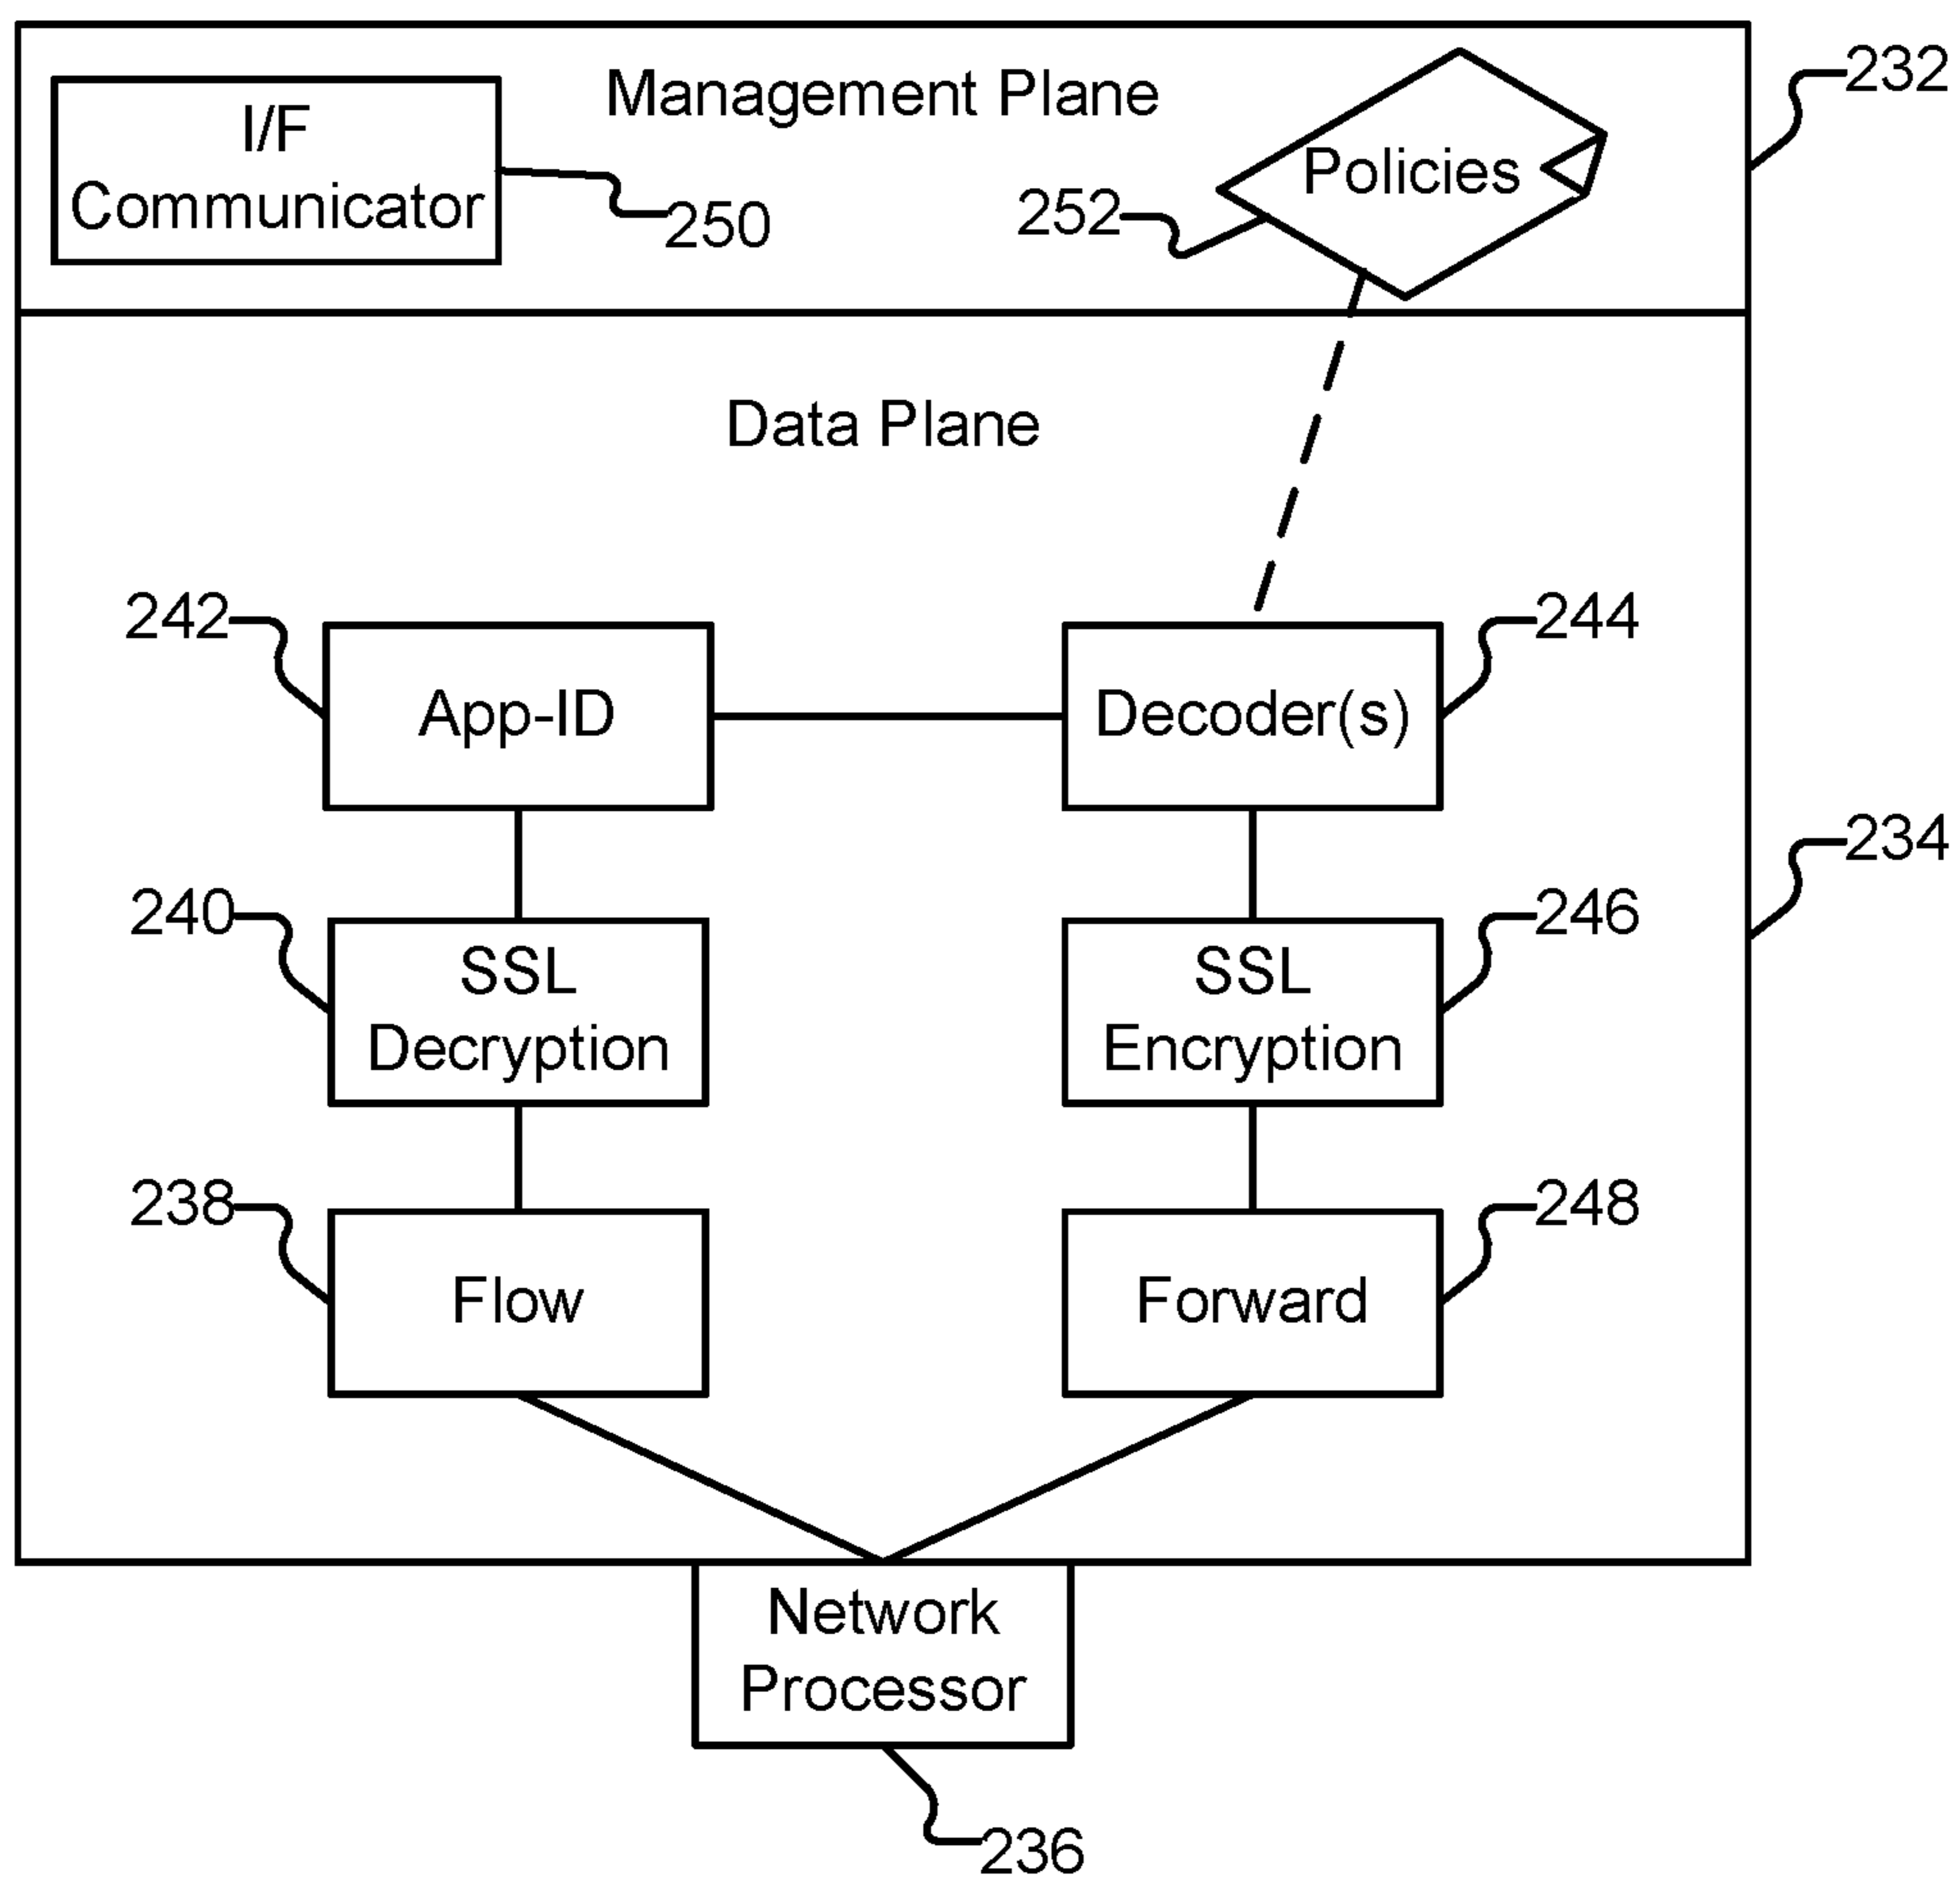 Management Plane
232
I/F
Communicator
250
252
Policies
Data Plane
242
App-ID
Decoder(s)
244
234
240
SSL
Decryption
SSL
Encryption
246
238
Flow
Forward
248
Network
Processor
236